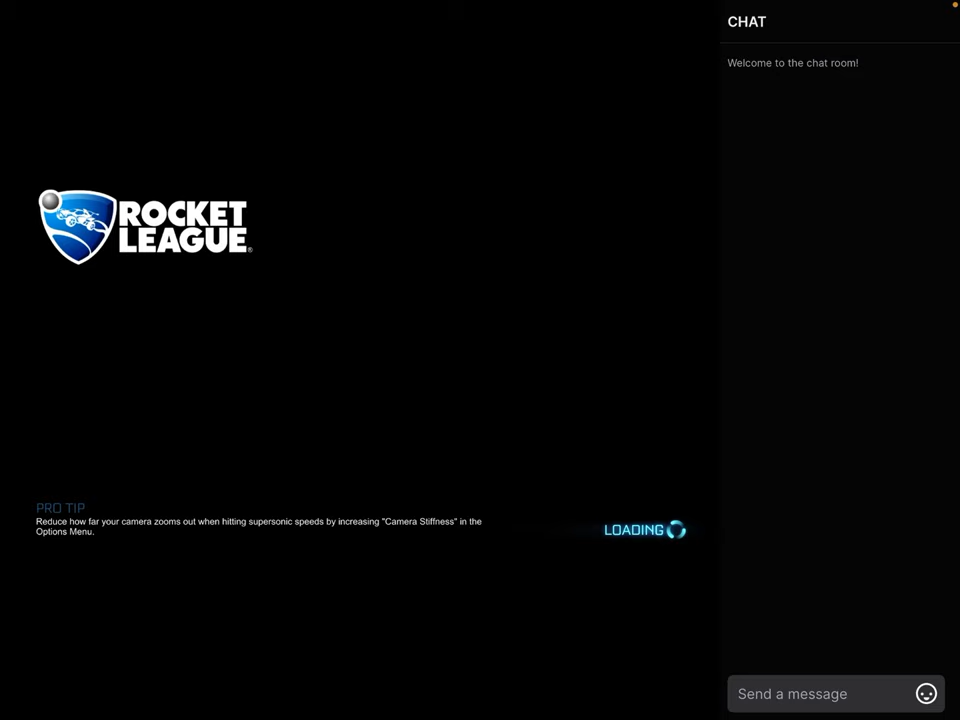 ROCKET
LEAGUE®
PRO TIP
Reduce how far your camera zooms out when hitting supersonic speeds by increasing "Camera Stiffness" in the
Options Menu.
LOADING
CHAT
Welcome to the chat room!
Send a message